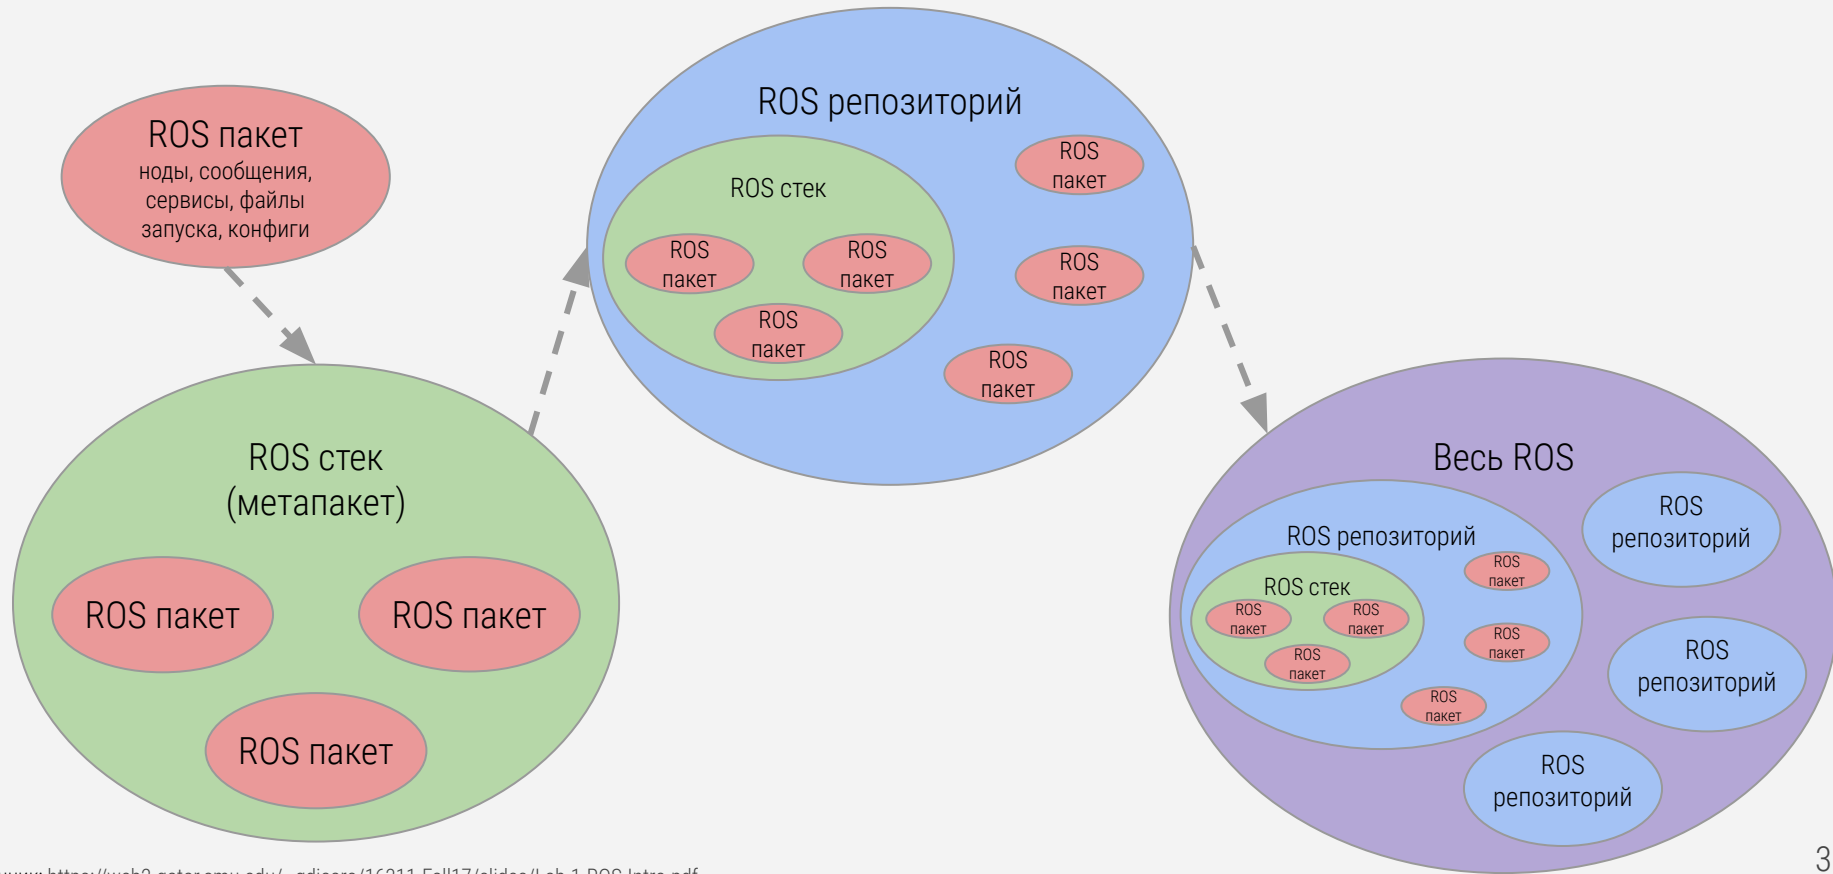 ROS пакет
ноды, сообщения,
сервисы, файлы
запуска, конфиги
ROS стек
(метапакет)
ROS пакет
ROS пакет
ROS пакет
ROS репозиторий
ROS стек
ROS
пакет
ROS
пакет
ROS
пакет
ROS
пакет
ROS
пакет
ROS
пакет
Весь ROS
ROS репозиторий
ROS стек
ROS
пакет
ROS
пакет
ROS
пакет
ROS
пакет
ROS
пакет
ROS
пакет
ROS
репозиторий
ROS
репозиторий
ROS
репозиторий
3